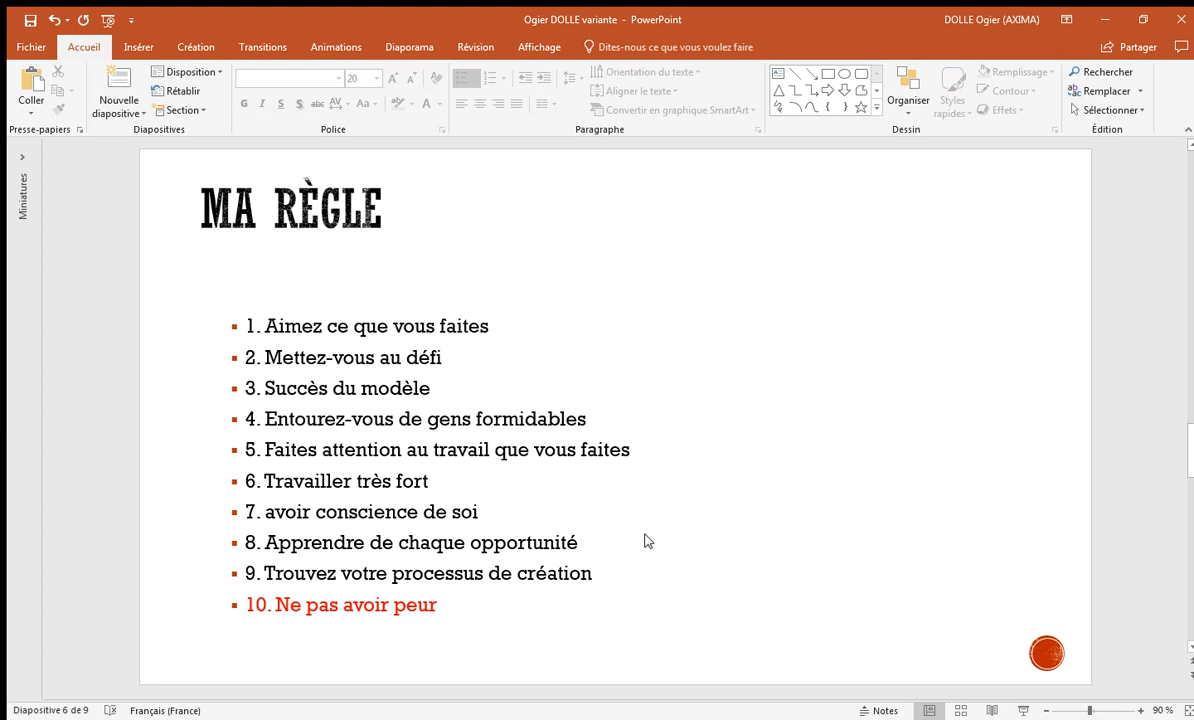 Ogier DOLLE variante - PowerPoint
DOLLE Ogier (AXIMA)
Fichier Accueil Insérer Création Transitions Animations Diaporama Révision Affichage Dites-nous ce que vous voulez faire Partager
Coller
Presse-papiers
Nouvelle diapositive
Disposition
Rétablir
Section
Diapositives
20
G I S S abc AV Aa A
Police
Orientation du texte
Aligner le texte
Convertir en graphique SmartArt
Paragraphe
Organiser
Styles rapides
Remplissage
Contour
Effets
Dessin
Rechercher
Remplacer
Sélectionner
Édition
Miniatures
MA RÈGLE
1. Aimez ce que vous faites
2. Mettez-vous au défi
3. Succès du modèle
4. Entourez-vous de gens formidables
5. Faites attention au travail que vous faites
6. Travailler très fort
7. avoir conscience de soi
8. Apprendre de chaque opportunité
9. Trouvez votre processus de création
10. Ne pas avoir peur
Diapositive 6 de 9 Français (France) Notes 90 %